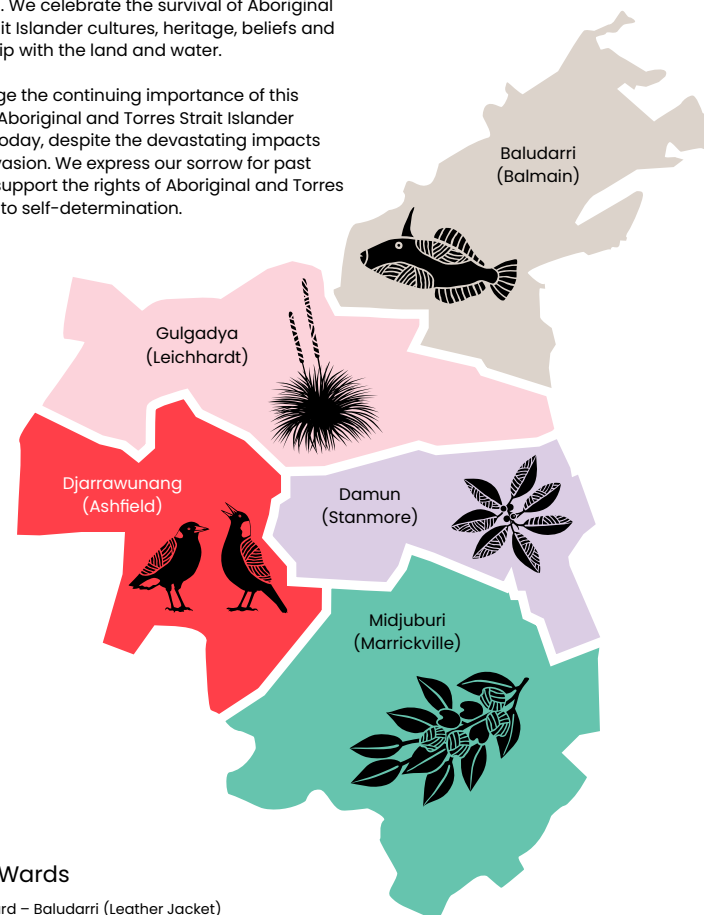 . We celebrate the survival of Aboriginal
it Islander cultures, heritage, beliefs and
ip with the land and water.
ge the continuing importance of this
Aboriginal and Torres Strait Islander
oday, despite the devastating impacts
vasion. We express our sorrow for past
support the rights of Aboriginal and Torres
to self-determination.
Baludarri
(Balmain)
Gulgadya
(Leichhardt)
Djarrawunang
(Ashfield)
Damun
(Stanmore)
Midjuburi
(Marrickville)
Wards
rd – Baludarri (Leather Jacket)